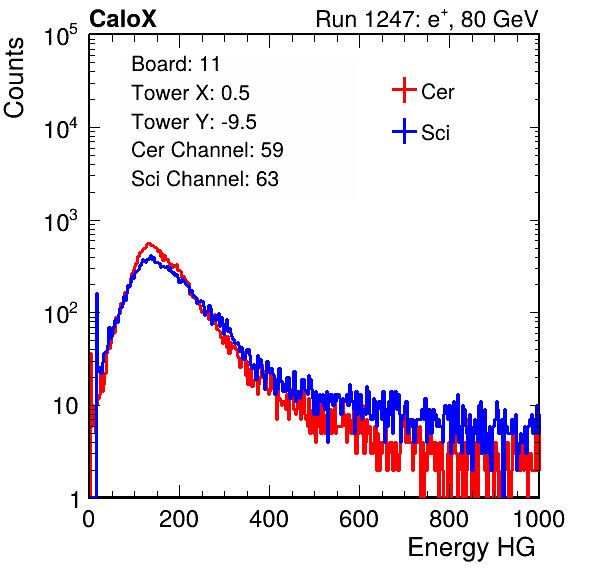 CaloX Run 1247: e⁺, 80 GeV
Counts
10⁵
10⁴
10³
10²
10
1
Board: 11
Tower X: 0.5
Tower Y: -9.5
Cer Channel: 59
Sci Channel: 63
Cer
Sci
0 200 400 600 800 1000
Energy HG